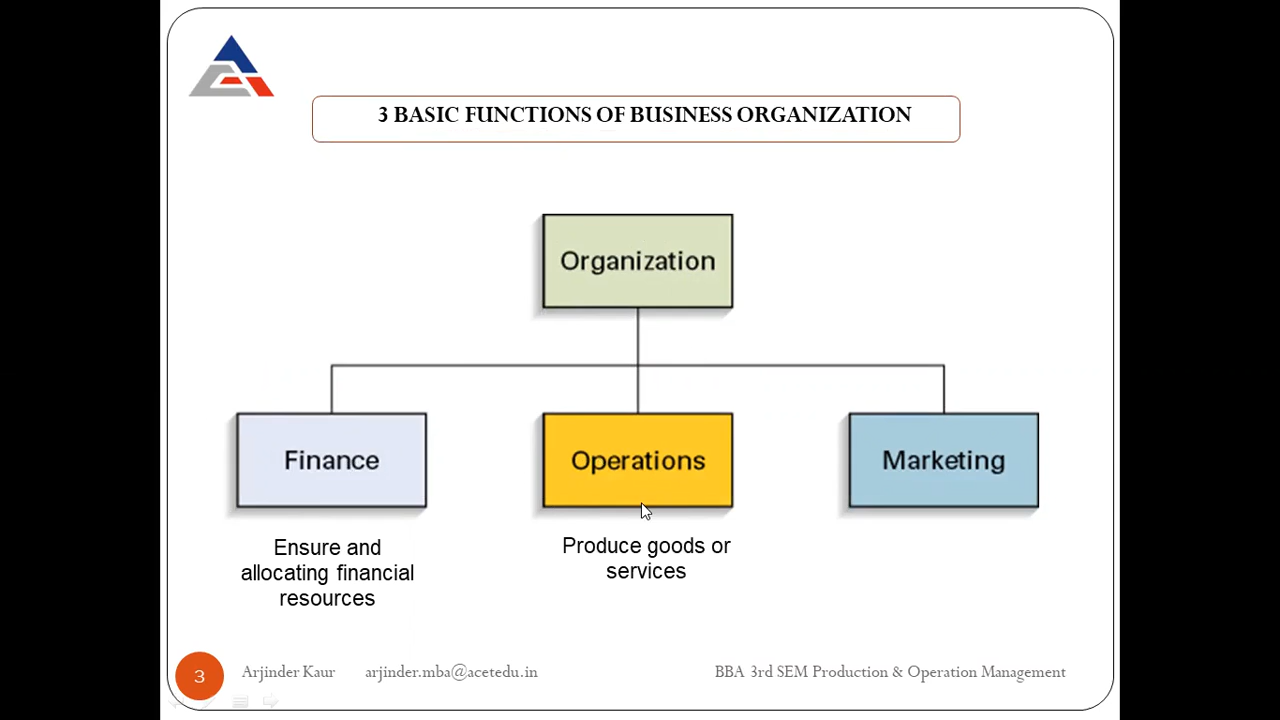 3 BASIC FUNCTIONS OF BUSINESS ORGANIZATION
Organization
Finance
Operations
Marketing
Ensure and
allocating financial
resources
Produce goods or
services
3
Arjinder Kaur
arjinder.mba@acetedu.in
BBA 3rd SEM Production & Operation Management